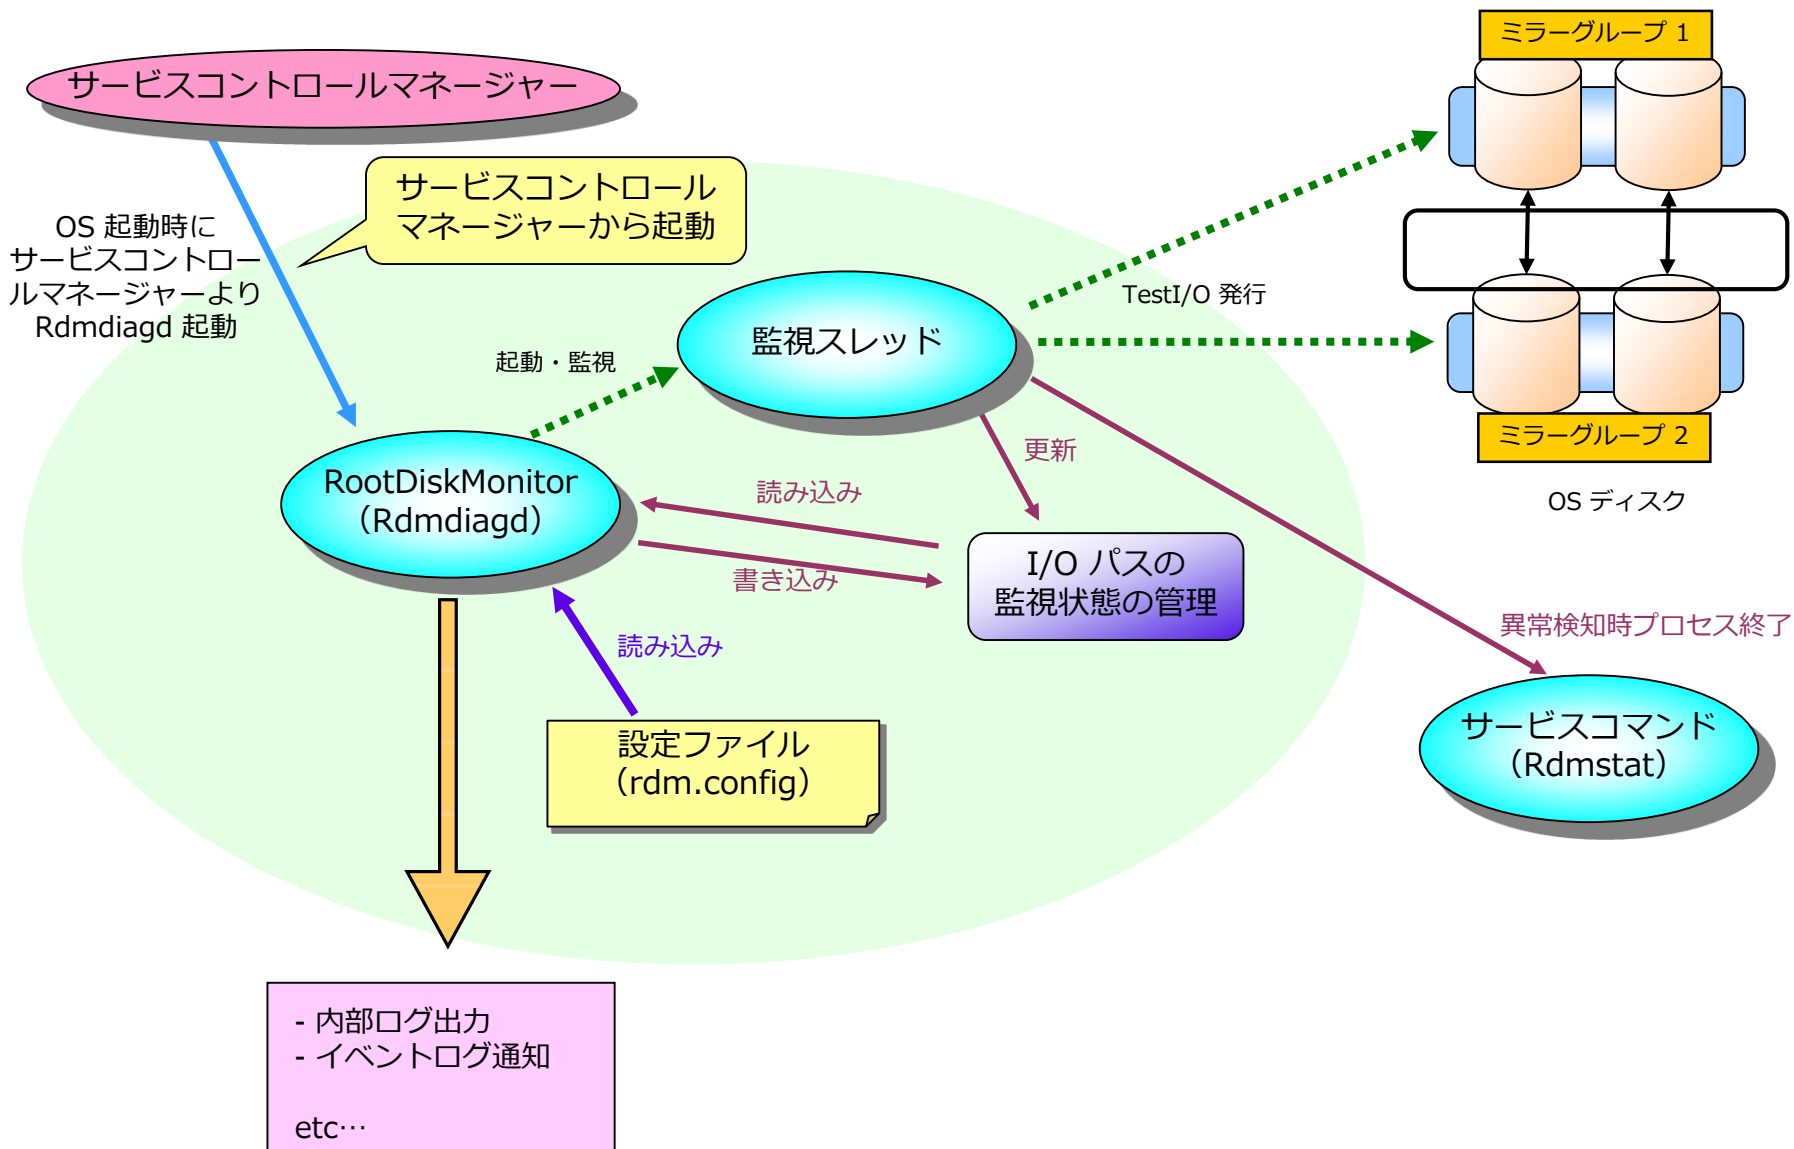 ミラーグループ 1
サービスコントロールマネージャー
サービスコントロール
マネージャーから起動
OS 起動時に
サービスコントロー
ルマネージャーより
Rdmdiagd 起動
TestI/O 発行
監視スレッド
起動・監視
ミラーグループ 2
更新
RootDiskMonitor
（Rdmdiagd）
読み込み
OS ディスク
I/O パスの
監視状態の管理
書き込み
異常検知時プロセス終了
読み込み
サービスコマンド
（Rdmstat）
設定ファイル
（rdm.config）
- 内部ログ出力
- イベントログ通知
etc…